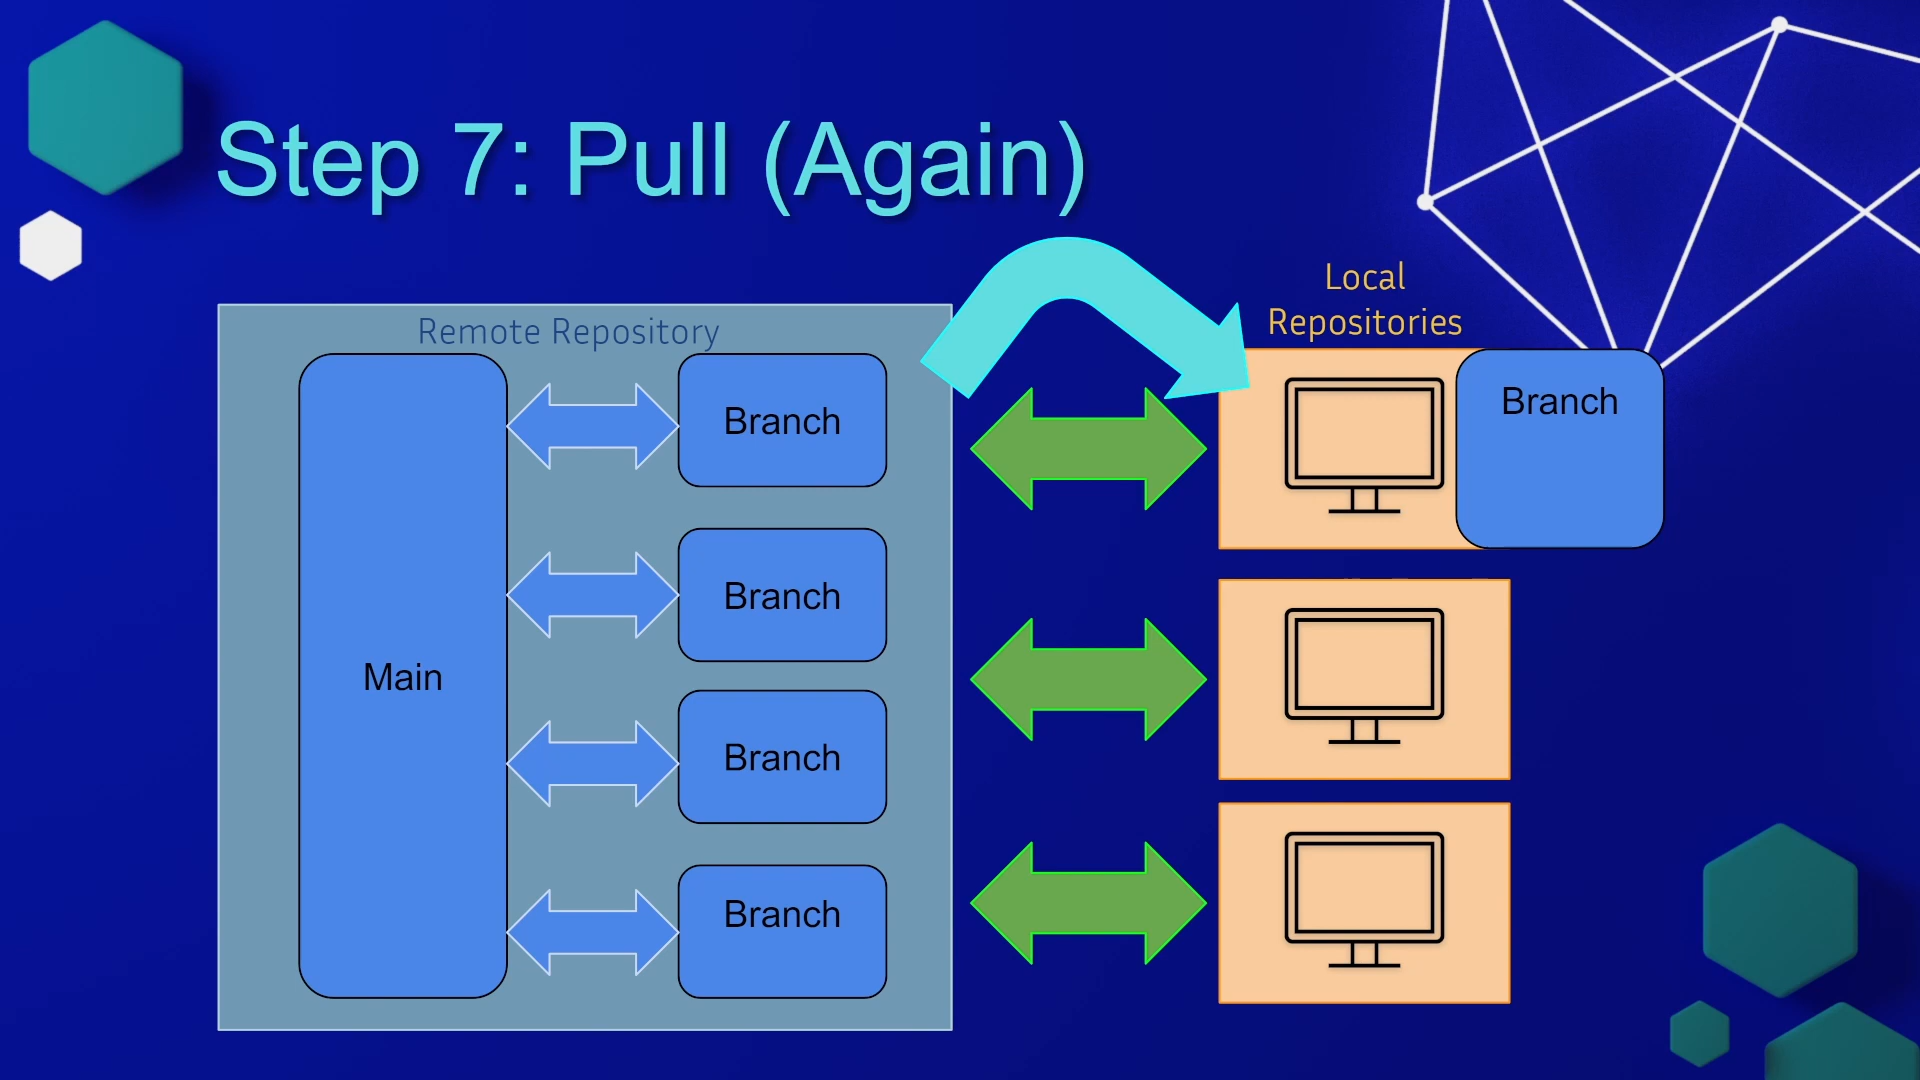 Step 7: Pull (Again)
Local
Repositories
Remote Repository
Branch
Branch
Branch
Main
Branch
Branch